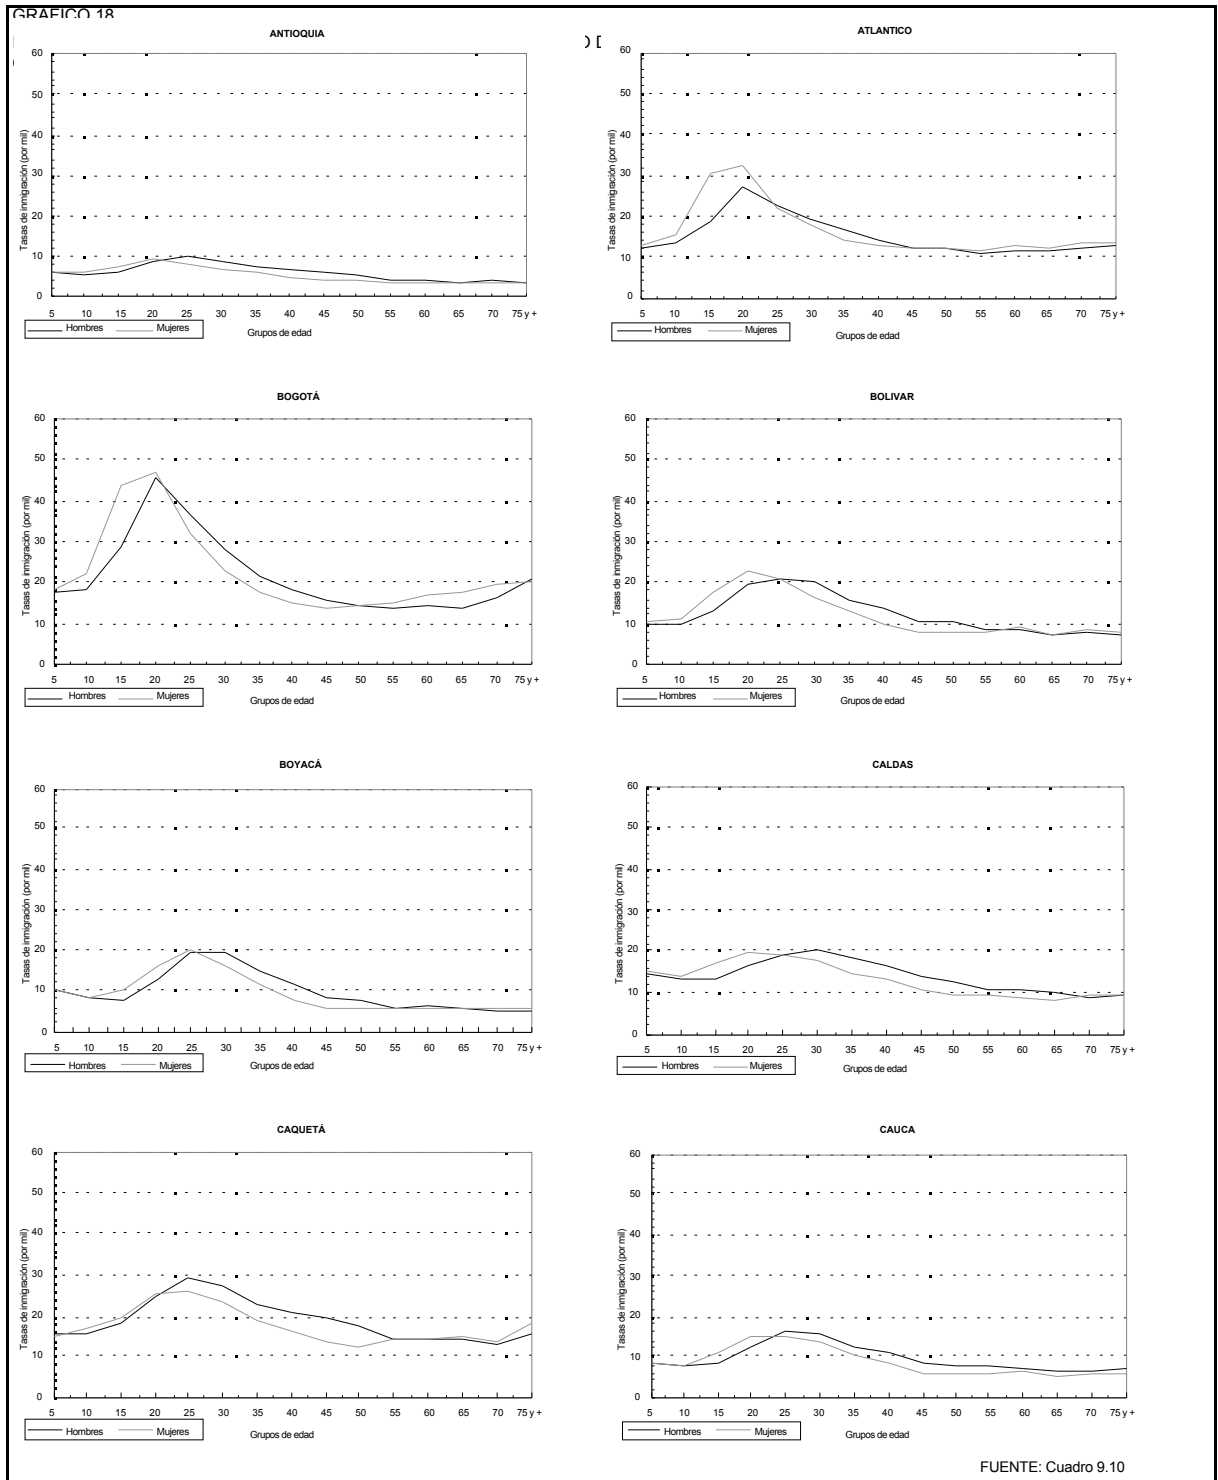 GRAFICO 18
) D
ANTIOQUIA
Tasas de inmigración (por mil)
60
50
40
30
20
10
0
5 10 15 20 25 30 35 40 45 50 55 60 65 70 75 y +
Hombres Mujeres
Grupos de edad
ATLANTICO
Tasas de inmigración (por mil)
60
50
40
30
20
10
0
5 10 15 20 25 30 35 40 45 50 55 60 65 70 75 y +
Hombres Mujeres
Grupos de edad
BOGOTÁ
Tasas de inmigración (por mil)
60
50
40
30
20
10
0
5 10 15 20 25 30 35 40 45 50 55 60 65 70 75 y +
Hombres Mujeres
Grupos de edad
BOLIVAR
Tasas de inmigración (por mil)
60
50
40
30
20
10
0
5 10 15 20 25 30 35 40 45 50 55 60 65 70 75 y +
Hombres Mujeres
Grupos de edad
BOYACÁ
Tasas de inmigración (por mil)
60
50
40
30
20
10
0
5 10 15 20 25 30 35 40 45 50 55 60 65 70 75 y +
Hombres Mujeres
Grupos de edad
CALDAS
Tasas de inmigración (por mil)
60
50
40
30
20
10
0
5 10 15 20 25 30 35 40 45 50 55 60 65 70 75 y +
Hombres Mujeres
Grupos de edad
CAQUETÁ
Tasas de inmigración (por mil)
60
50
40
30
20
10
0
5 10 15 20 25 30 35 40 45 50 55 60 65 70 75 y +
Hombres Mujeres
Grupos de edad
CAUCA
Tasas de inmigración (por mil)
60
50
40
30
20
10
0
5 10 15 20 25 30 35 40 45 50 55 60 65 70 75 y +
Hombres Mujeres
Grupos de edad
FUENTE: Cuadro 9.10